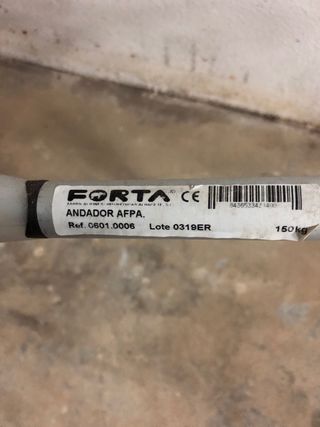 FORTA ® CE
ANDADOR AFPA.
Ref. 0601.0006 Lote 0319ER 150kg